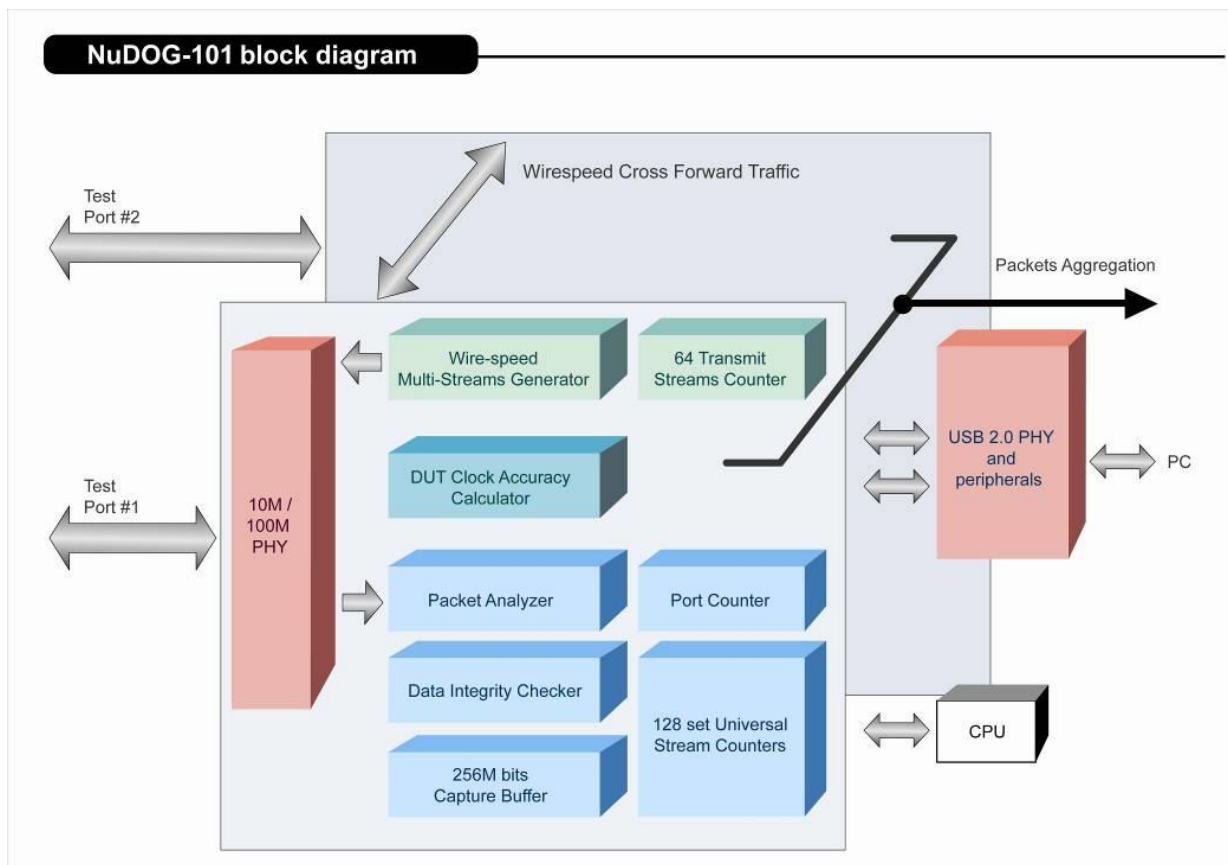 NuDOG-101 block diagram
Wirespeed Cross Forward Traffic
Test
Port #2
Packets Aggregation
Wire-speed
Multi-Streams Generator
64 Transmit
Streams Counter
USB 2.0 PHY
and
peripherals
PC
DUT Clock Accuracy
Calculator
Test
Port #1
10M /
100M
PHY
Packet Analyzer
Port Counter
Data Integrity Checker
128 set Universal
Stream Counters
CPU
256M bits
Capture Buffer